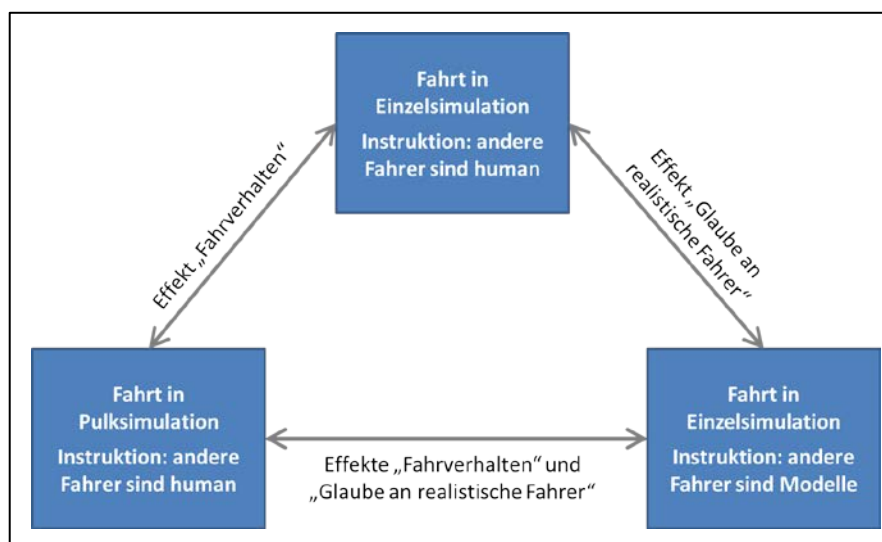 Fahrt in
Einzelsimulation
Instruktion: andere
Fahrer sind human
Effekt „Fahrverhalten“
Effekt „Glaube an
realistische Fahrer“
Fahrt in
Pulksimulation
Instruktion: andere
Fahrer sind human
Effekte „Fahrverhalten“ und
„Glaube an realistische Fahrer“
Fahrt in
Einzelsimulation
Instruktion: andere
Fahrer sind Modelle